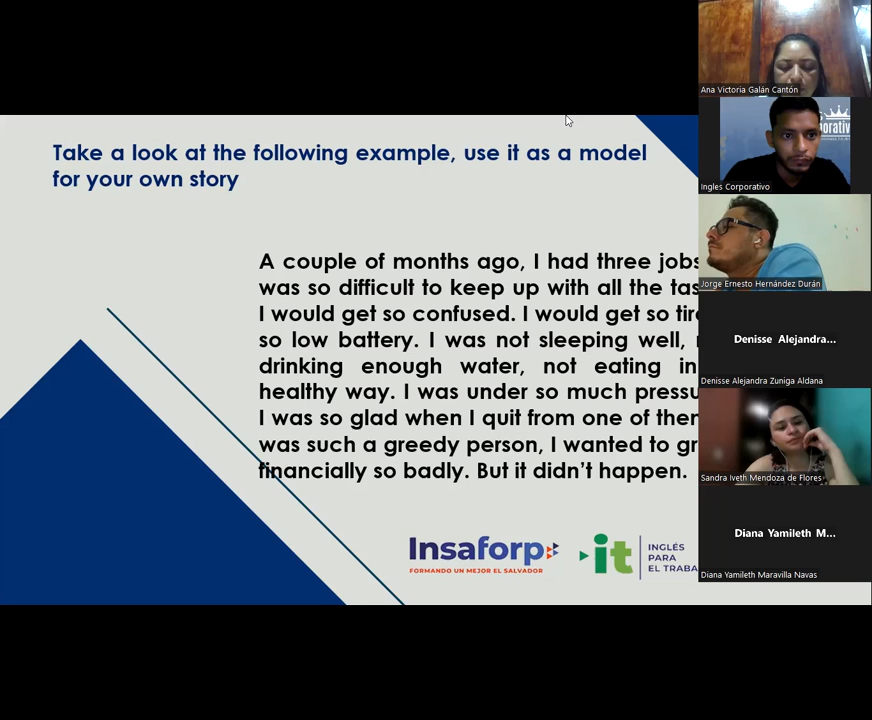 Take a look at the following example, use it as a model
for your own story
A couple of months ago, I had three jobs
was so difficult to keep up with all the
I would get so confused. I would get so
so low battery. I was not sleeping well,
drinking enough water, not eating in
healthy way. I was under so much
I was so glad when I quit from one of
was such a greedy person, I wanted to
financially so badly. But it didn't happen.
Insaforp
FORMANDO UN MEJOR EL SALVADOR
it
INGLÉS
PARA
EL
Ana Victoria Galán Cantón
Ingles Corporativo
Jorge Ernesto Hernández Durán
Denisse Alejandra...
Denisse Alejandra Zuniga Aldana
Sandra Iveth Mendoza de Flores
Diana Yamileth M...
Diana Yamileth Maravilla Navas